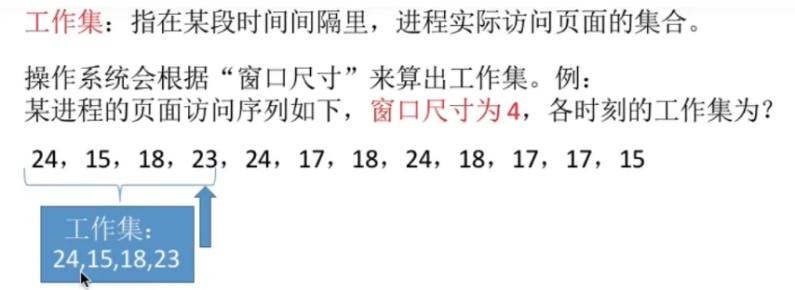 工作集：指在某段时间间隔里，进程实际访问页面的集合。
操作系统会根据“窗口尺寸”来算出工作集。例：
某进程的页面访问序列如下，窗口尺寸为4，各时刻的工作集为？
24，15，18，23，24，17，18，24，18，17，17，15
工作集：
24,15,18,23